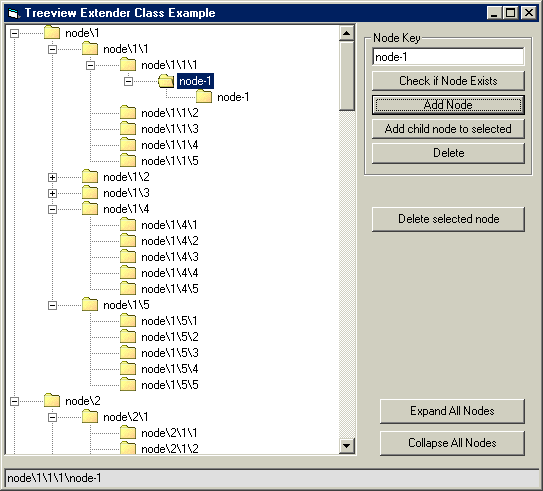 Treeview Extender Class Example
node\1
node\1\1
node\1\1\1
node-1
node-1
node\1\1\2
node\1\1\3
node\1\1\4
node\1\1\5
node\1\2
node\1\3
node\1\4
node\1\4\1
node\1\4\2
node\1\4\3
node\1\4\4
node\1\4\5
node\1\5
node\1\5\1
node\1\5\2
node\1\5\3
node\1\5\4
node\1\5\5
node\2
node\2\1
node\2\1\1
node\2\1\2
Node Key
node-1
Check if Node Exists
Add Node
Add child node to selected
Delete
Delete selected node
Expand All Nodes
Collapse All Nodes
node\1\1\1\node-1